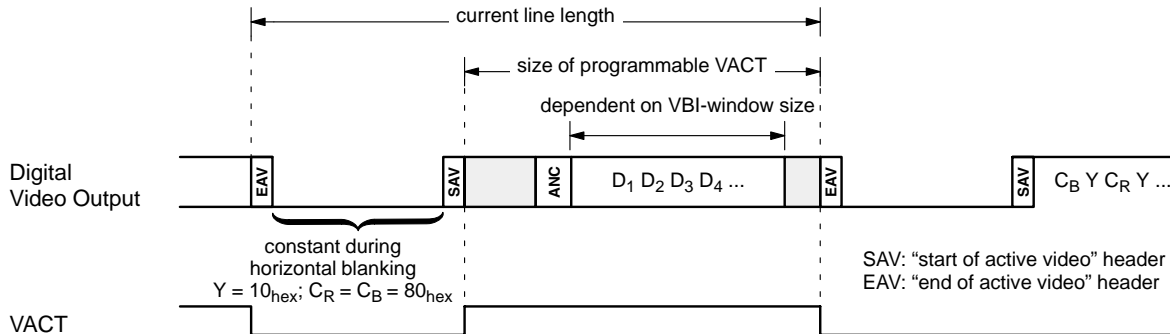 current line length
size of programmable VACT
dependent on VBI-window size
Digital
Video Output
EAV
SAV
ANC
D1 D2 D3 D4 ...
EAV
SAV
CB Y CR Y ...
constant during
horizontal blanking
Y = 10hex; CR = CB = 80hex
SAV: “start of active video” header
EAV: “end of active video” header
VACT